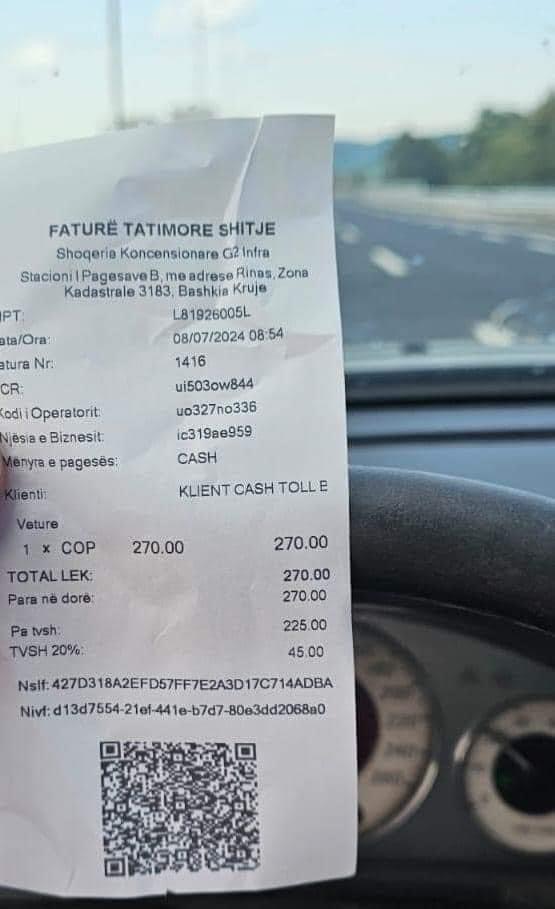 FATURË TATIMORE SHITJE
Shoqeria Koncensionare G2 Infra
Stacioni I Pagesave B, me adrese Rinas, Zona
Kadastrale 3183, Bashkia Kruje
IPT: L81926005L
ata/Ora: 08/07/2024 08:54
atura Nr: 1416
CR: ui503ow844
Kodi i Operatorit: uo327no336
Njësia e Biznesit: ic319ae959
Mënyra e pagesës: CASH
Klienti: KLIENT CASH TOLL B
Veture
1 x COP 270.00 270.00
TOTAL LEK: 270.00
Para në dorë: 270.00
Pa tvsh: 225.00
TVSH 20%: 45.00
Nslf: 427D318A2EFD57FF7E2A3D17C714ADBA
Nivf: d13d7554-21ef-441e-b7d7-80e3dd2068a0